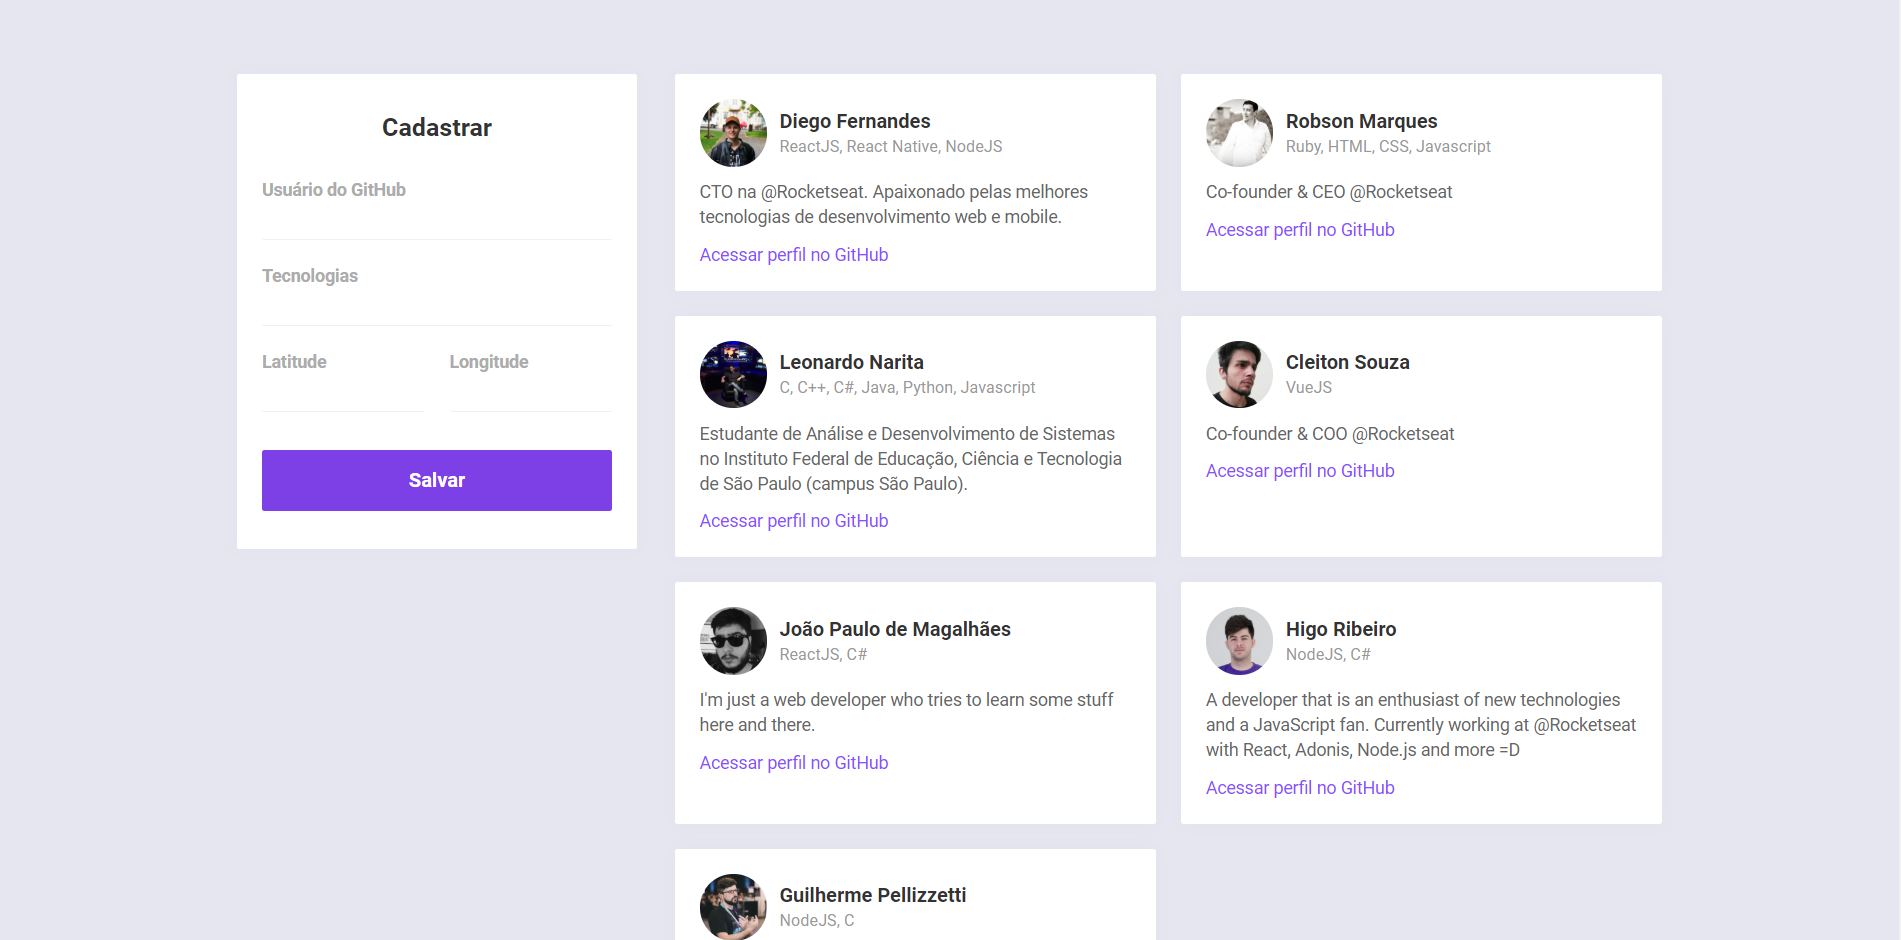 Cadastrar
Usuário do GitHub
Tecnologias
Latitude
Longitude
Salvar
Diego Fernandes
ReactJS, React Native, NodeJS
CTO na @Rocketseat. Apaixonado pelas melhores
tecnologias de desenvolvimento web e mobile.
Acessar perfil no GitHub
Robson Marques
Ruby, HTML, CSS, Javascript
Co-founder & CEO @Rocketseat
Acessar perfil no GitHub
Leonardo Narita
C, C++, C#, Java, Python, Javascript
Estudante de Análise e Desenvolvimento de Sistemas
no Instituto Federal de Educação, Ciência e Tecnologia
de São Paulo (campus São Paulo).
Acessar perfil no GitHub
Cleiton Souza
VueJS
Co-founder & COO @Rocketseat
Acessar perfil no GitHub
João Paulo de Magalhães
ReactJS, C#
I'm just a web developer who tries to learn some stuff
here and there.
Acessar perfil no GitHub
Higo Ribeiro
NodeJS, C#
A developer that is an enthusiast of new technologies
and a JavaScript fan. Currently working at @Rocketseat
with React, Adonis, Node.js and more =D
Acessar perfil no GitHub
Guilherme Pellizzetti
NodeJS, C